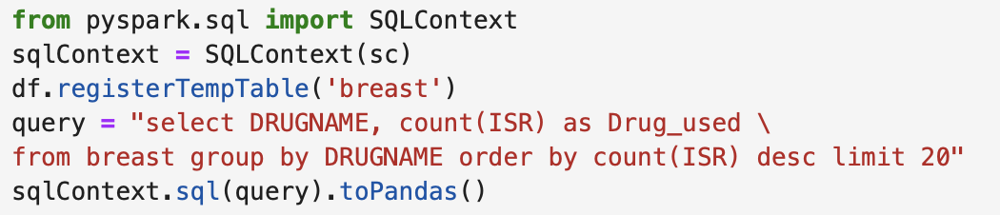 from pyspark.sql import SQLContext
sqlContext = SQLContext(sc)
df.registerTempTable('breast')
query = "select DRUGNAME, count(ISR) as Drug_used \
from breast group by DRUGNAME order by count(ISR) desc limit 20"
sqlContext.sql(query).toPandas()